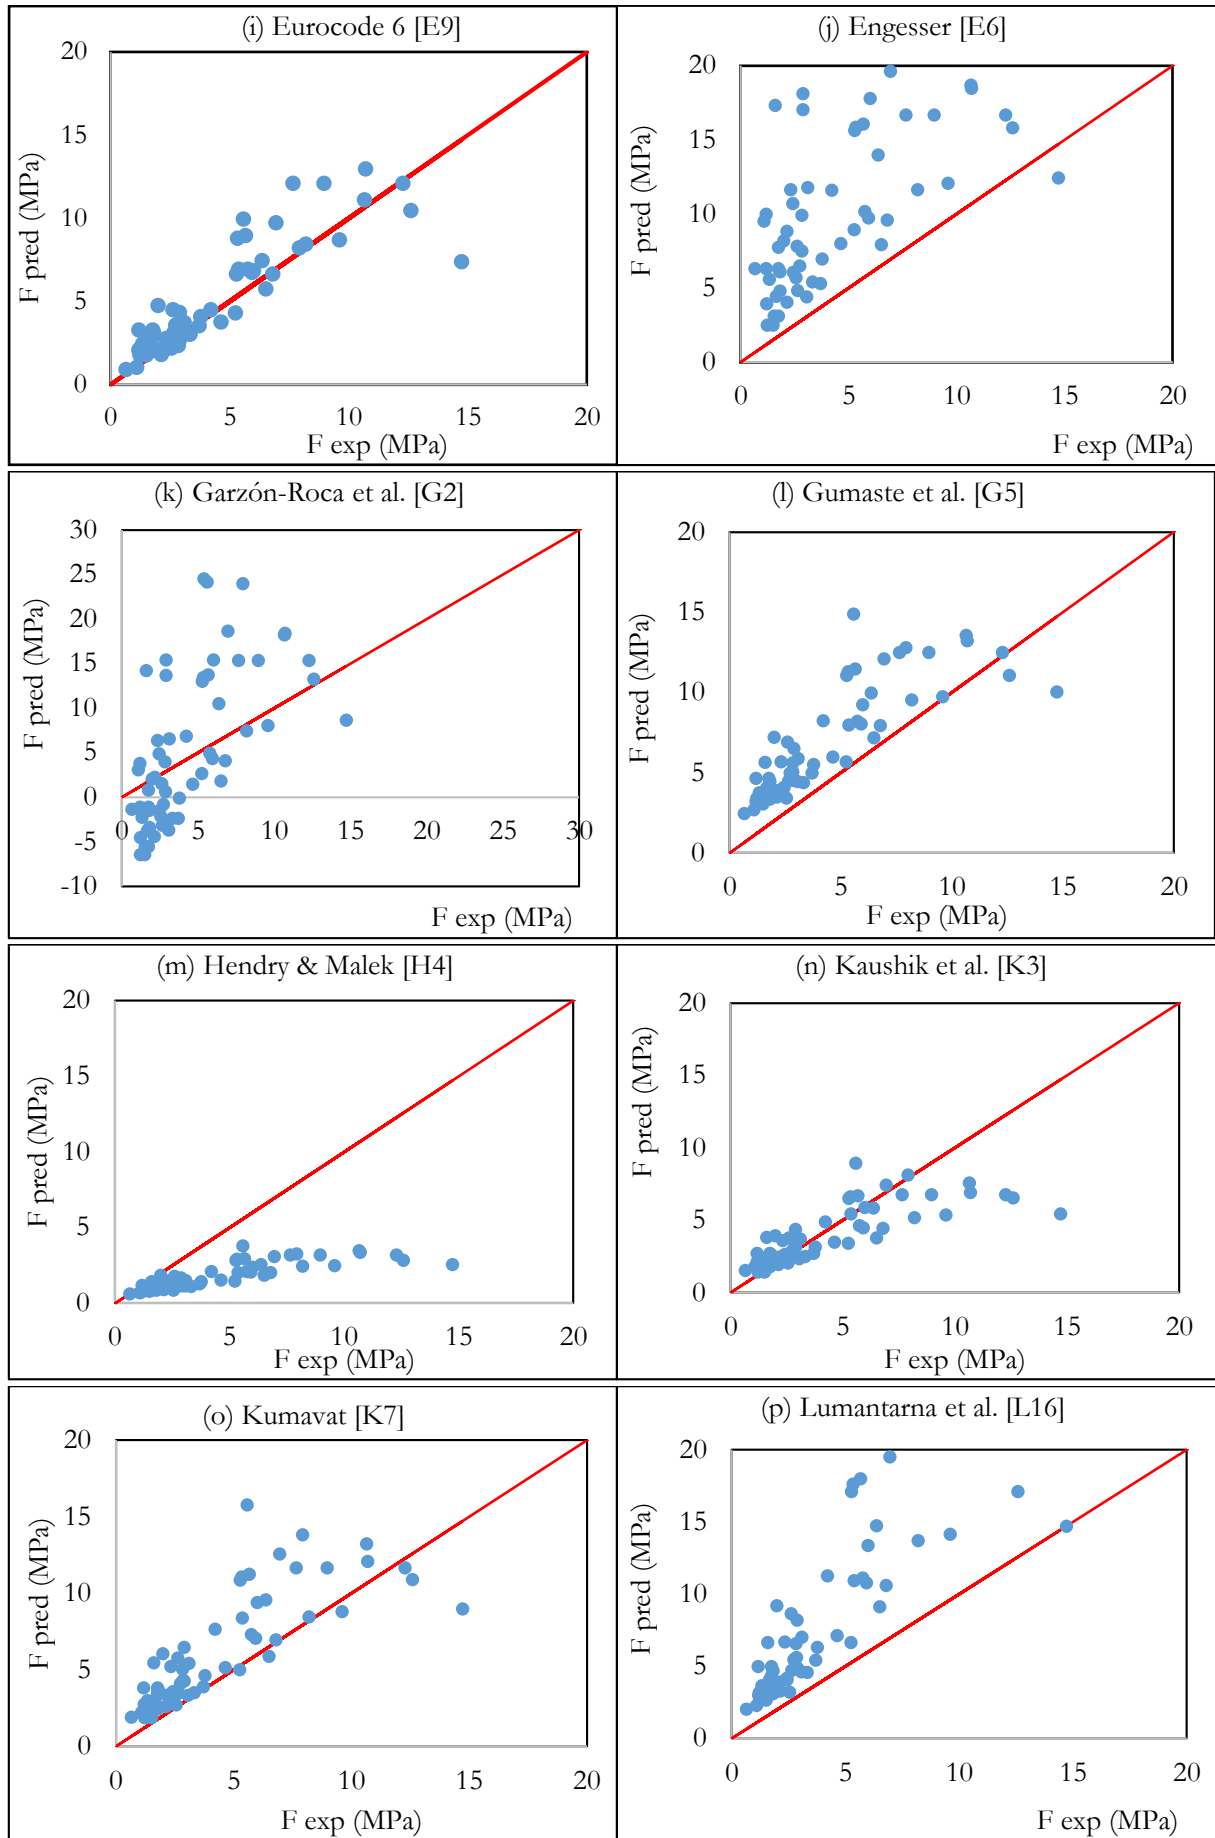 (i) Eurocode 6 [E9]
20
15
10
5
0
0 5 10 15 20
F pred (MPa)
F exp (MPa)
(j) Engesser [E6]
20
15
10
5
0
0 5 10 15 20
F pred (MPa)
F exp (MPa)
(k) Garzón-Roca et al. [G2]
30
25
20
15
10
5
0
-5
-10
0 5 10 15 20 25 30
F pred (MPa)
F exp (MPa)
(l) Gumaste et al. [G5]
20
15
10
5
0
0 5 10 15 20
F pred (MPa)
F exp (MPa)
(m) Hendry & Malek [H4]
20
15
10
5
0
0 5 10 15 20
F pred (MPa)
F exp (MPa)
(n) Kaushik et al. [K3]
20
15
10
5
0
0 5 10 15 20
F pred (MPa)
F exp (MPa)
(o) Kumavat [K7]
20
15
10
5
0
0 5 10 15 20
F pred (MPa)
F exp (MPa)
(p) Lumantarna et al. [L16]
20
15
10
5
0
0 5 10 15 20
F pred (MPa)
F exp (MPa)